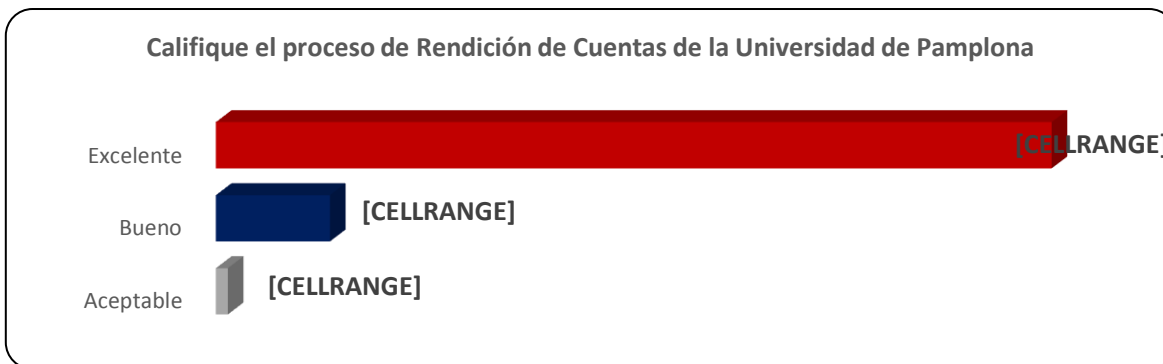 Califique el proceso de Rendición de Cuentas de la Universidad de Pamplona
Excelente [CELLRANGE]
Bueno [CELLRANGE]
Aceptable [CELLRANGE]